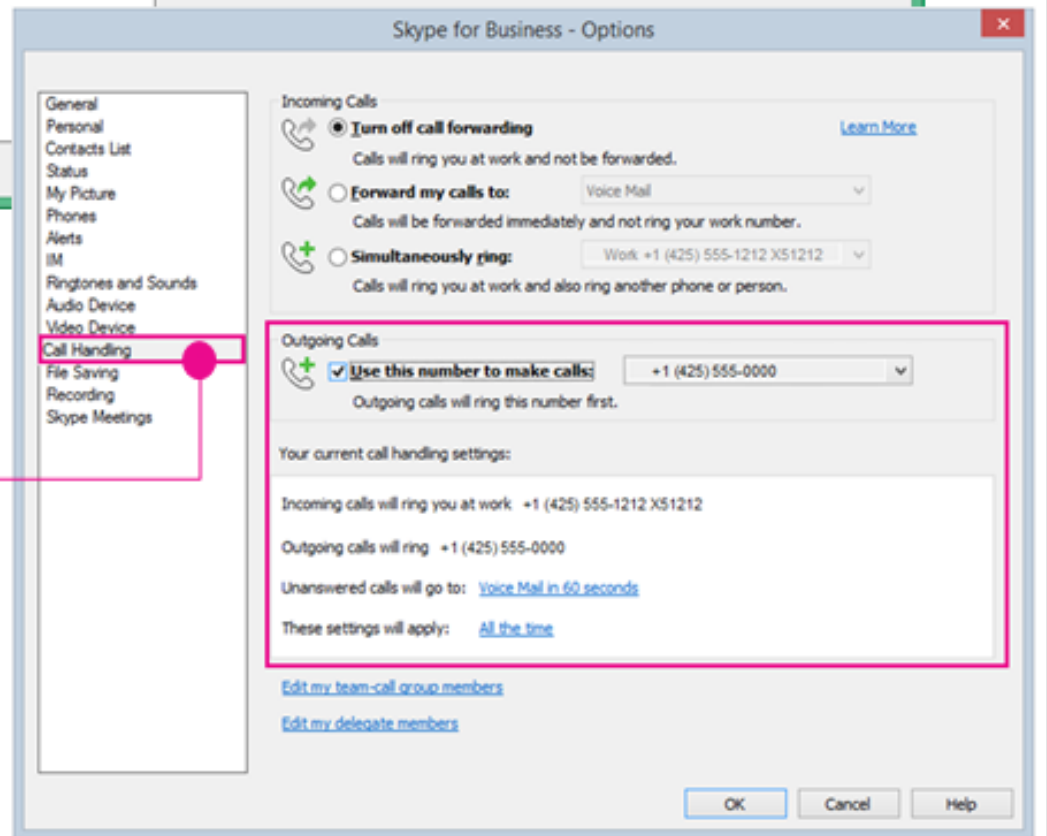 Skype for Business - Options
General
Personal
Contacts List
Status
My Picture
Phones
Alerts
IM
Ringtones and Sounds
Audio Device
Video Device
Call Handling
File Saving
Recording
Skype Meetings
Incoming Calls
Turn off call forwarding
Learn More
Calls will ring you at work and not be forwarded.
Forward my calls to:
Voice Mail
Calls will be forwarded immediately and not ring your work number.
Simultaneously ring:
Work +1 (425) 555-1212 X51212
Calls will ring you at work and also ring another phone or person.
Outgoing Calls
Use this number to make calls:
+1 (425) 555-0000
Outgoing calls will ring this number first.
Your current call handling settings:
Incoming calls will ring you at work +1 (425) 555-1212 X51212
Outgoing calls will ring +1 (425) 555-0000
Unanswered calls will go to: Voice Mail in 60 seconds
These settings will apply: All the time
Edit my team-call group members
Edit my delegate members
OK
Cancel
Help